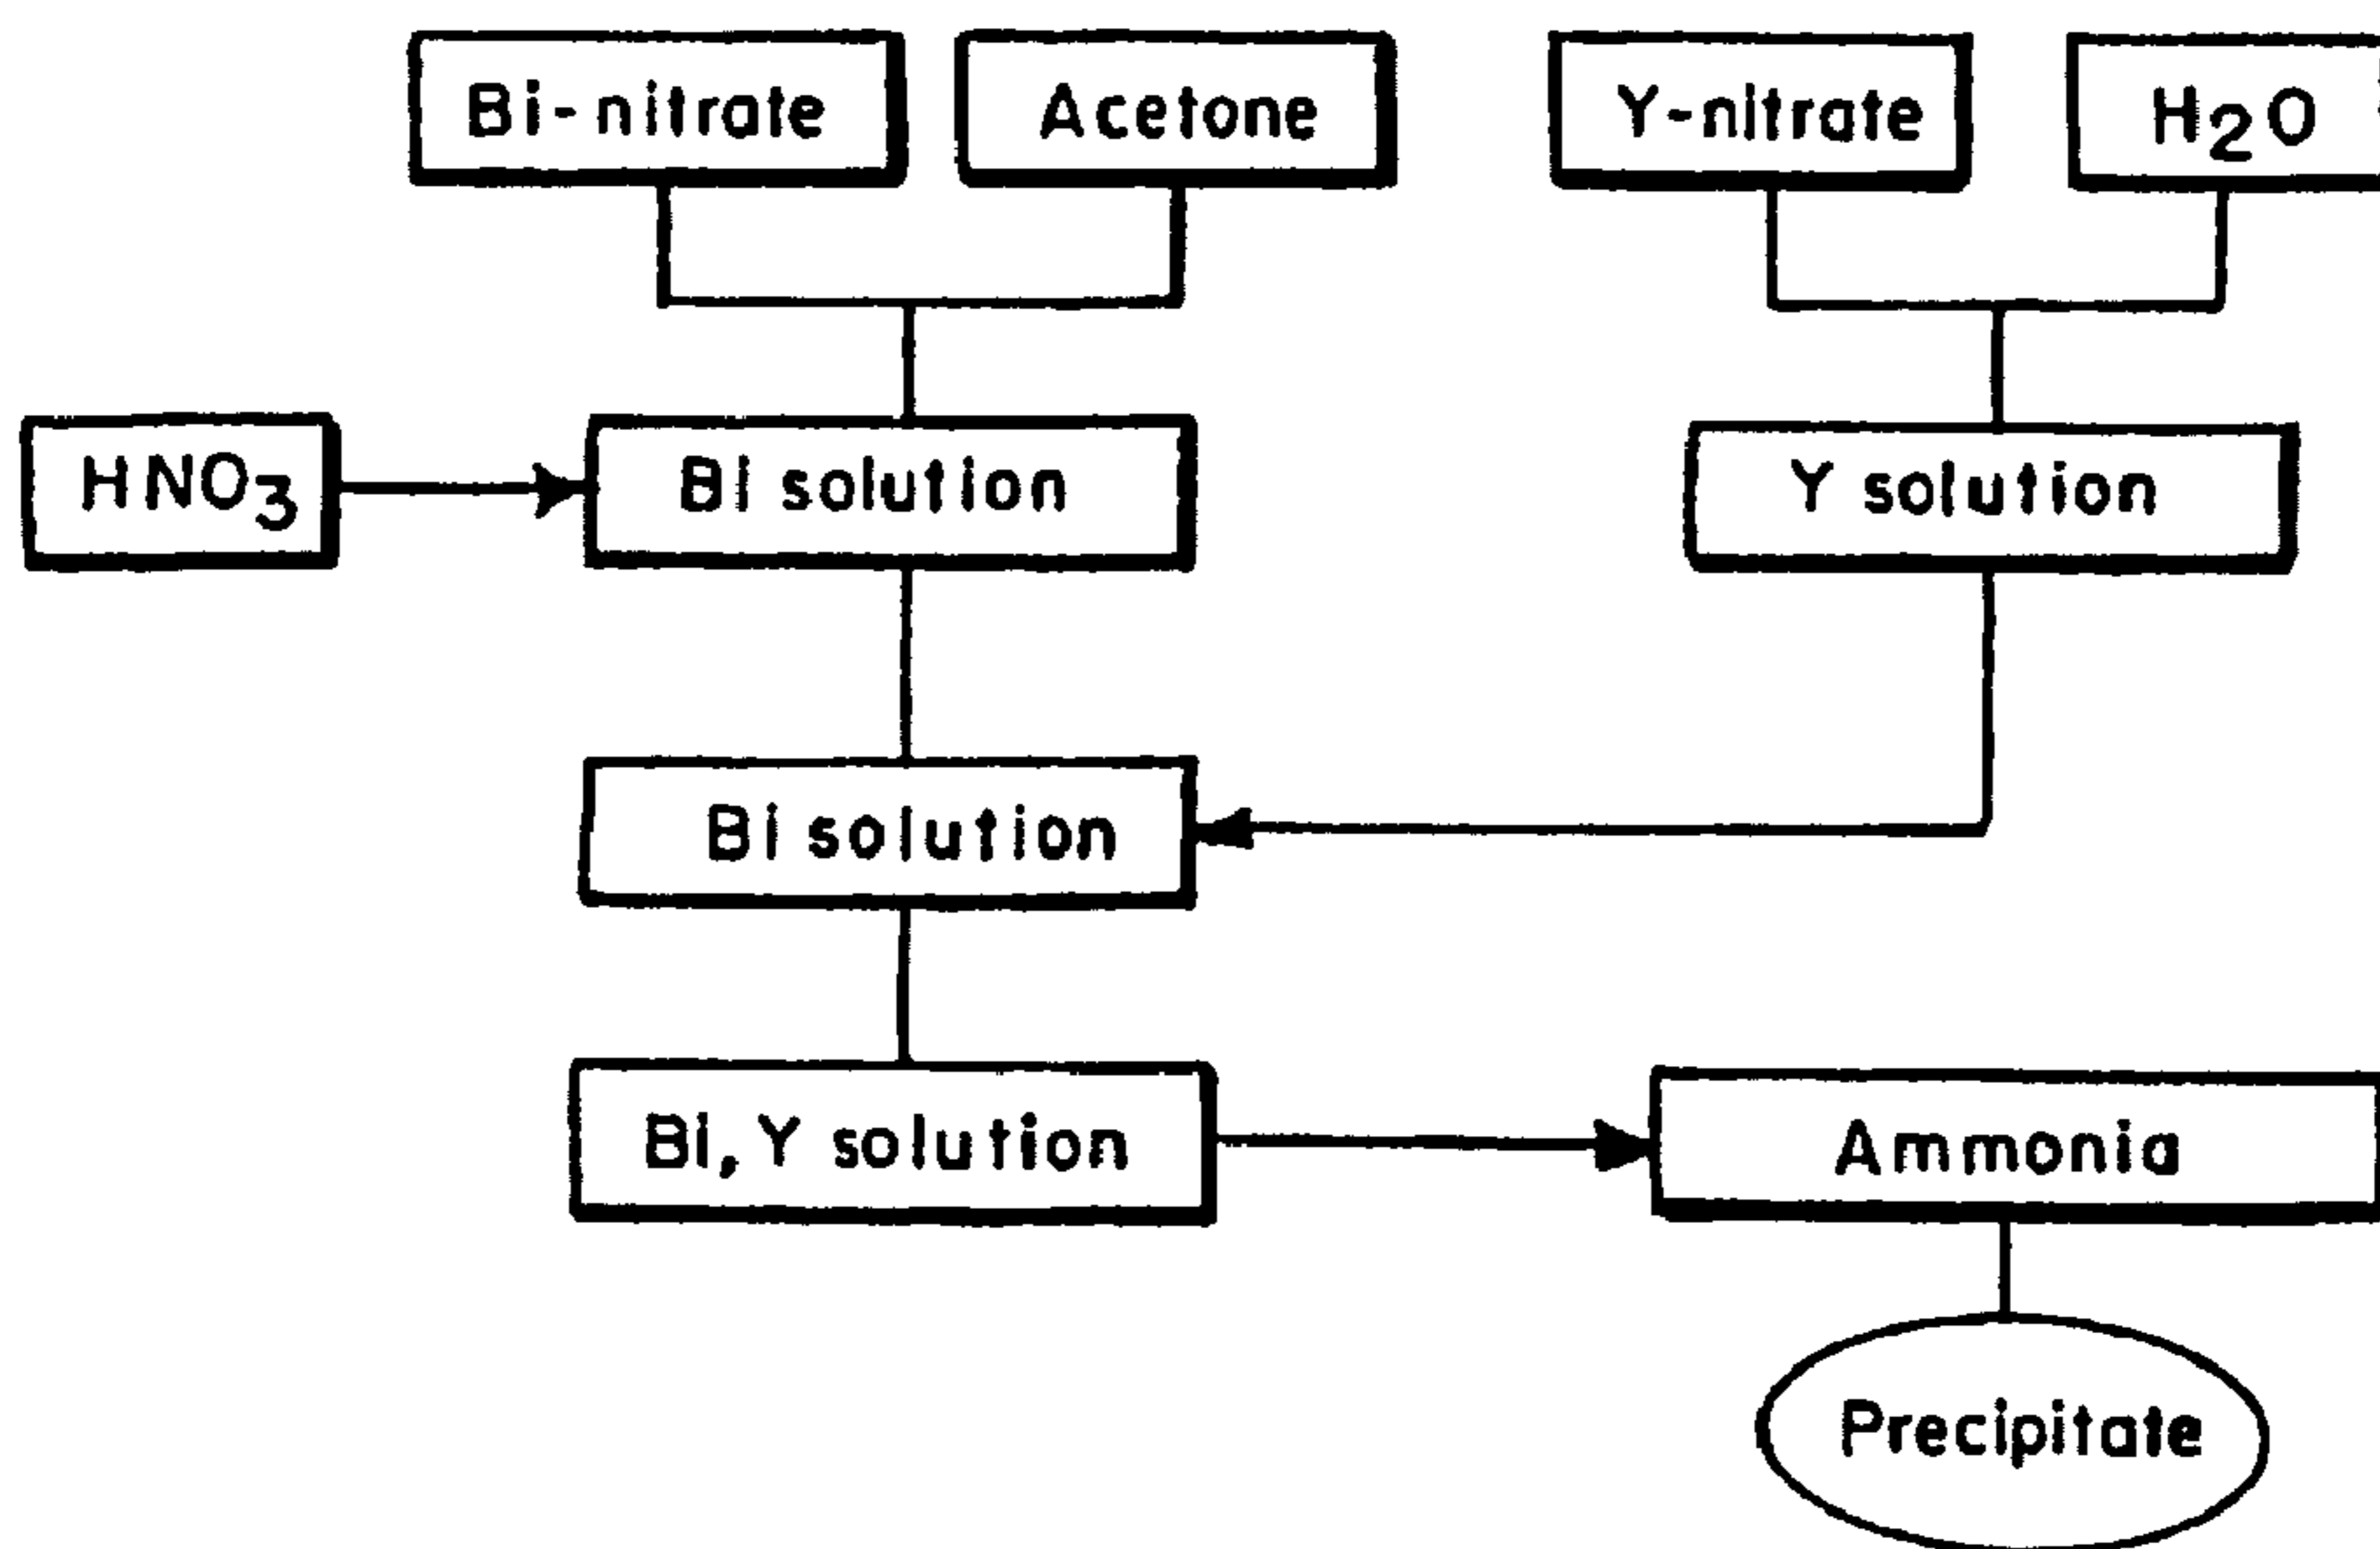 Bi-nitrate
Acetone
Y-nitrate
H2O
HNO3
Bi solution
Y solution
Bi solution
Bi, Y solution
Ammonia
Precipitate